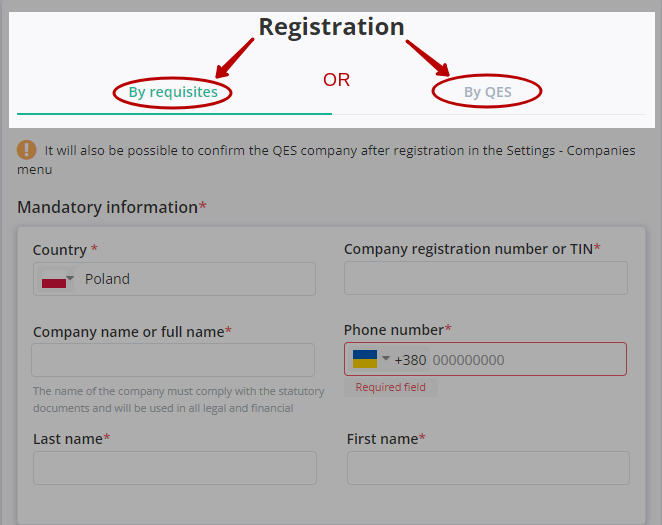 Registration
OR
By requisites
By QES
It will also be possible to confirm the QES company after registration in the Settings - Companies
menu
Mandatory information*
Country *
Company registration number or TIN*
Poland
Company name or full name*
Phone number*
+380 000000000
The name of the company must comply with the statutory
documents and will be used in all legal and financial
Required field
Last name*
First name*